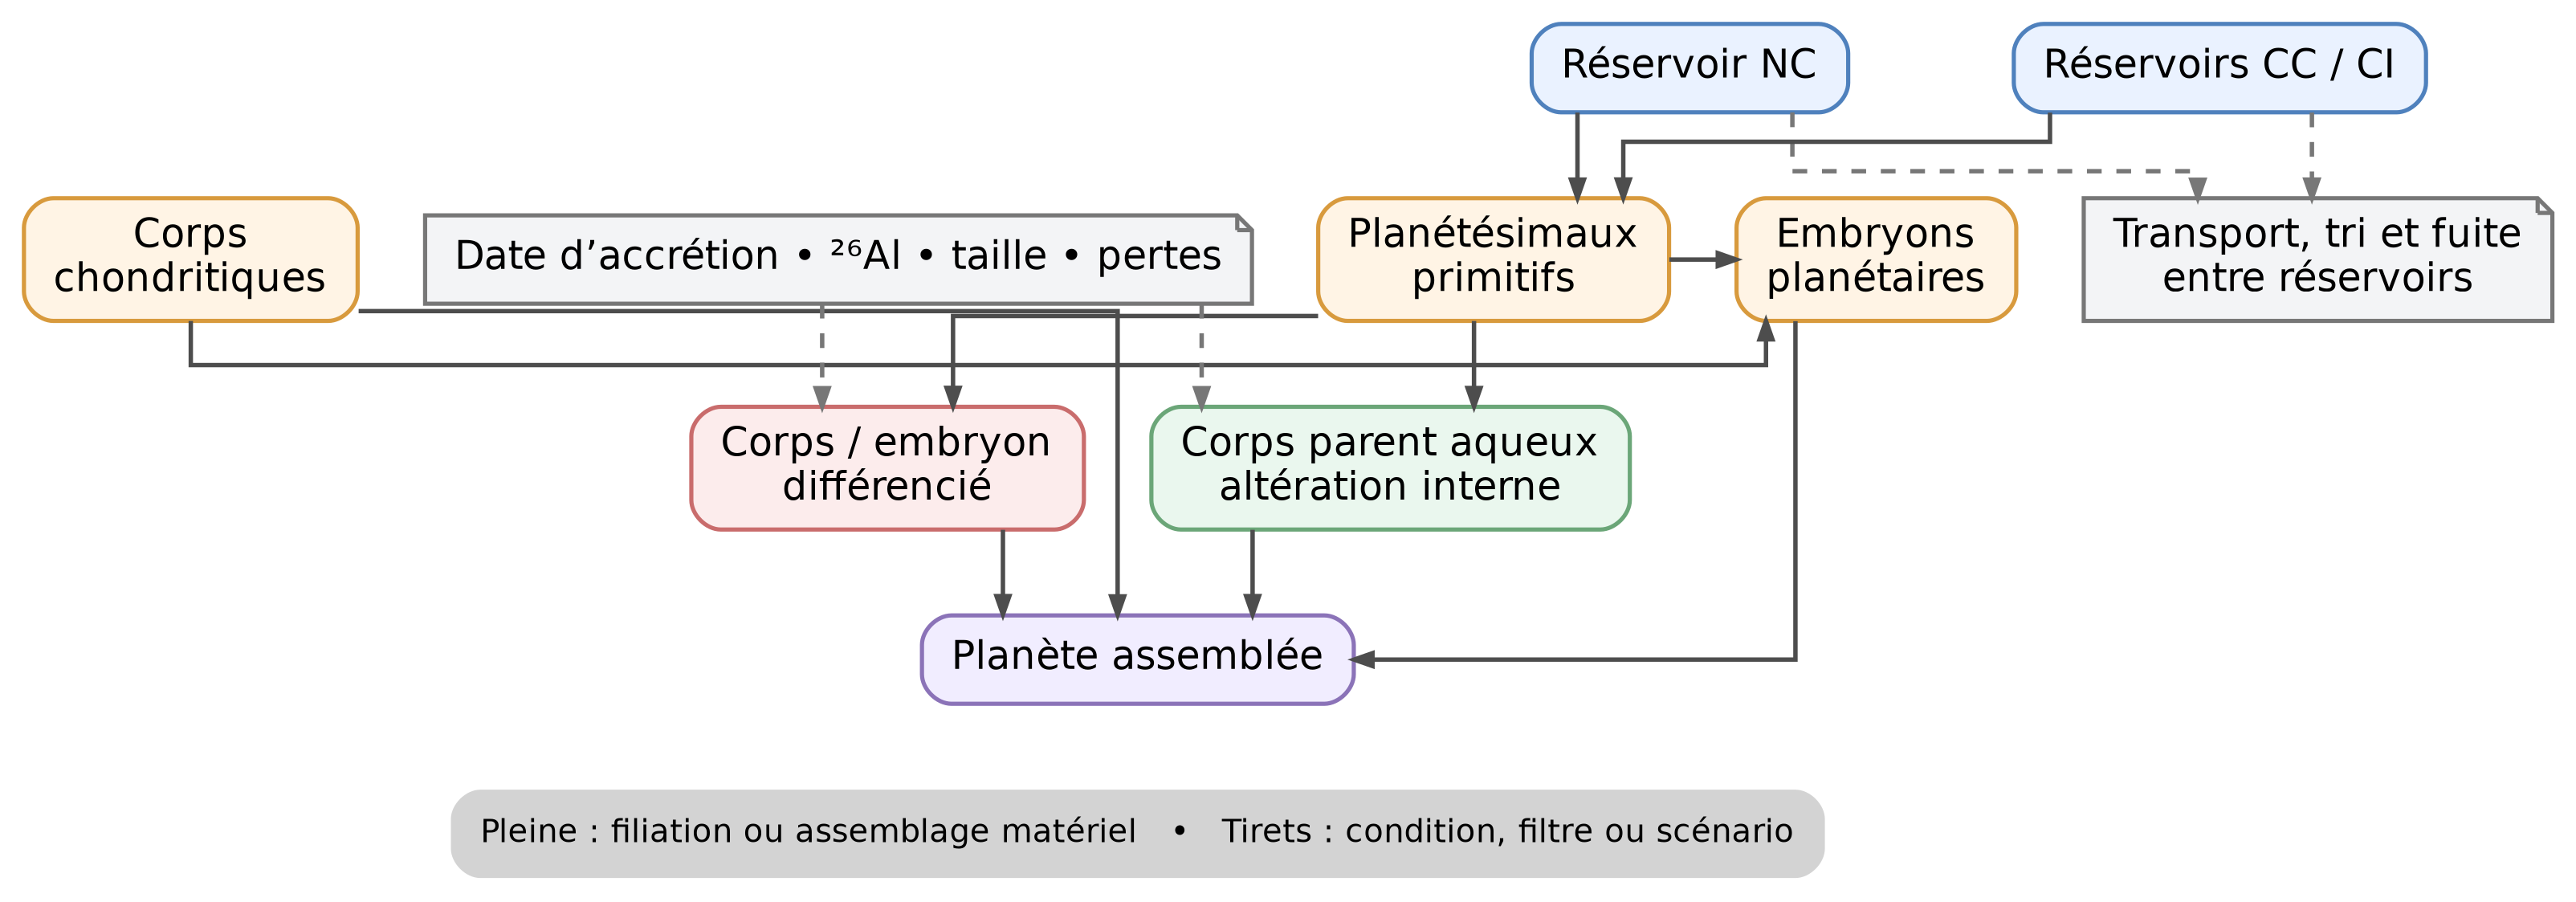 Réservoir NC
Réservoirs CC / CI
Corps
chondritiques
Date d’accrétion • ²⁶Al • taille • pertes
Planétésimaux
primitifs
Embryons
planétaires
Transport, tri et fuite
entre réservoirs
Corps / embryon
différencié
Corps parent aqueux
altération interne
Planète assemblée
Pleine : filiation ou assemblage matériel • Tirets : condition, filtre ou scénario